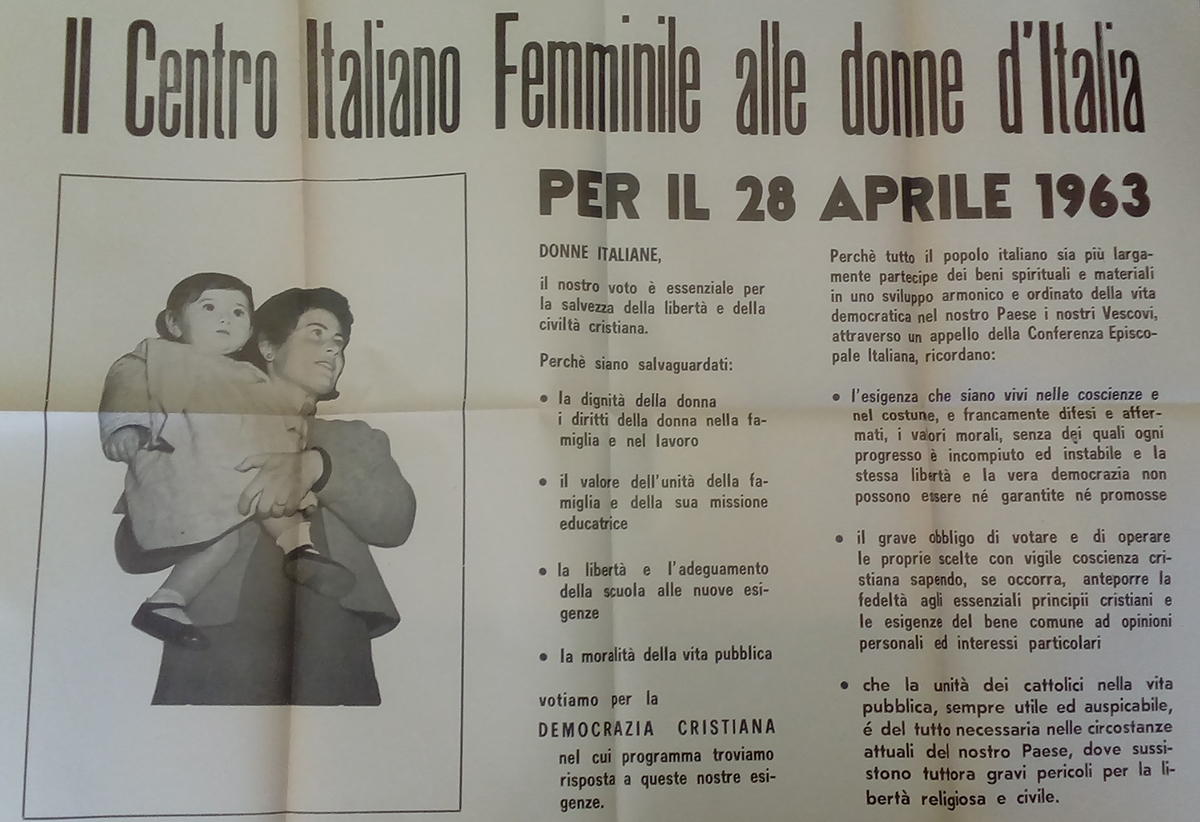 Il Centro Italiano Femminile alle donne d'Italia
PER IL 28 APRILE 1963
DONNE ITALIANE,
il nostro voto è essenziale per
la salvezza della libertà e della
civiltà cristiana.
Perchè siano salvaguardati:
• la dignità della donna
i diritti della donna nella fa-
miglia e nel lavoro
• il valore dell'unità della fa-
miglia e della sua missione
educatrice
• la libertà e l'adeguamento
della scuola alle nuove esi-
genze
• la moralità della vita pubblica
votiamo per la
DEMOCRAZIA CRISTIANA
nel cui programma troviamo
risposta a queste nostre esi-
genze.
Perchè tutto il popolo italiano sia più larga-
mente partecipe dei beni spirituali e materiali
in uno sviluppo armonico e ordinato della vita
democratica nel nostro Paese i nostri Vescovi,
attraverso un appello della Conferenza Episco-
pale Italiana, ricordano:
• l'esigenza che siano vivi nelle coscienze e
nel costune, e francamente difesi e affer-
mati, i valori morali, senza dei quali ogni
progresso è incompiuto ed instabile e la
stessa libertà e la vera democrazia non
possono essere né garantite né promosse
• il grave obbligo di votare e di operare
le proprie scelte con vigile coscienza cri-
stiana sapendo, se occorra, anteporre la
fedeltà agli essenziali principii cristiani e
le esigenze del bene comune ad opinioni
personali ed interessi particolari
• che la unità dei cattolici nella vita
pubblica, sempre utile ed auspicabile,
é del tutto necessaria nelle circostanze
attuali del nostro Paese, dove sussi-
stono tuttora gravi pericoli per la li-
bertà religiosa e civile.